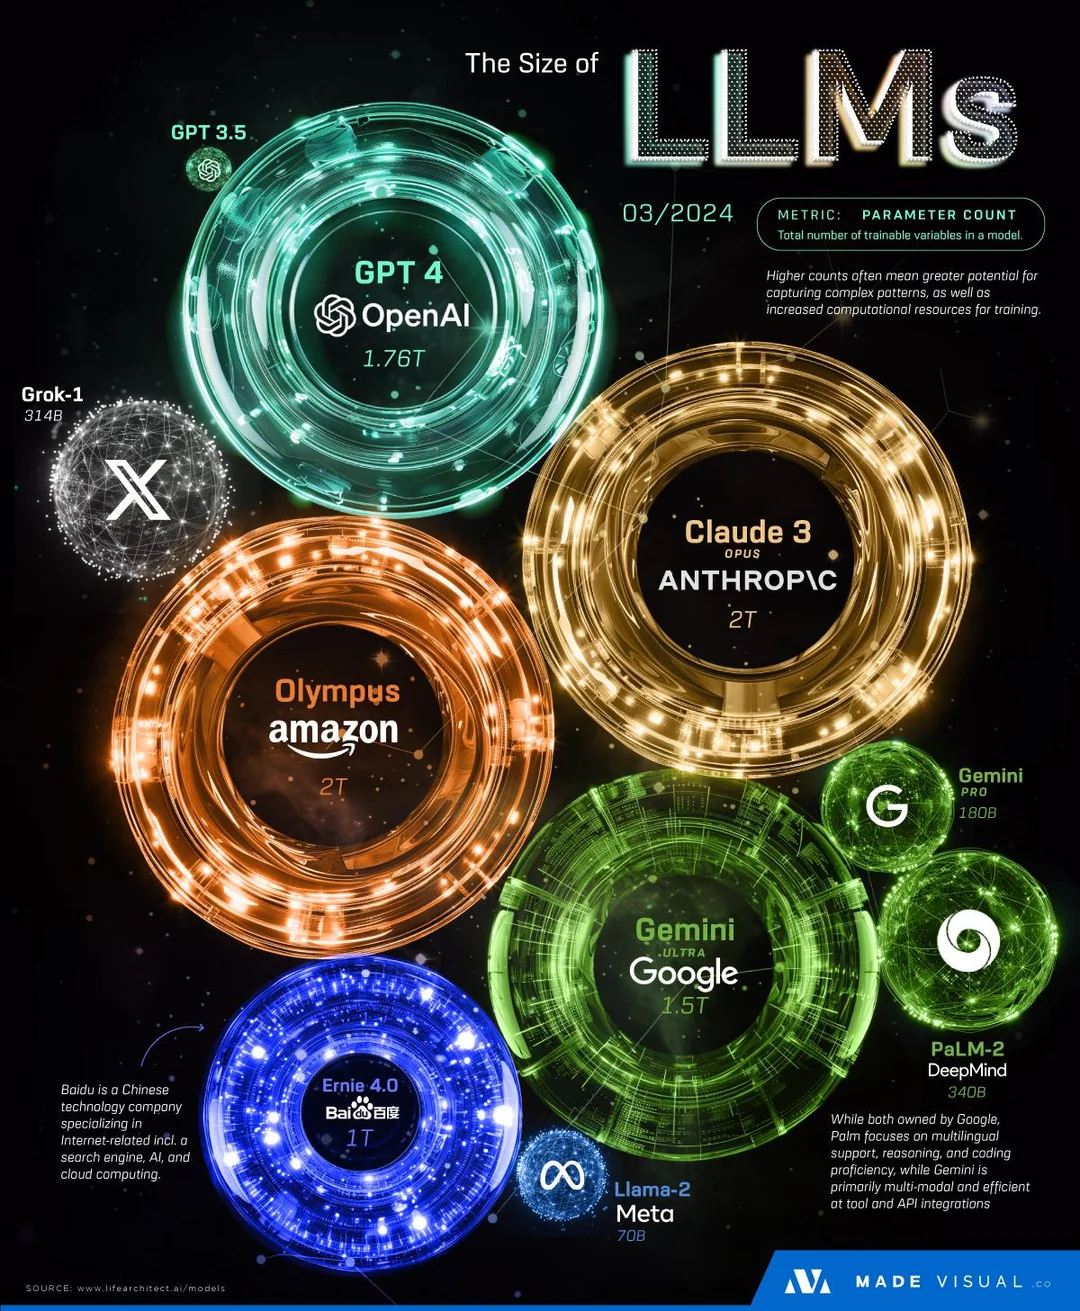 The Size of
LLMs
03/2024
METRIC: PARAMETER COUNT
Total number of trainable variables in a model.
Higher counts often mean greater potential for
capturing complex patterns, as well as
increased computational resources for training.
GPT 3.5
GPT 4
OpenAI
1.76T
Grok-1
314B
X
Claude 3
OPUS
ANTHROP\C
2T
Olympus
amazon
2T
Gemini
PRO
180B
G
Gemini
ULTRA
Google
1.5T
PaLM-2
DeepMind
340B
While both owned by Google,
Palm focuses on multilingual
support, reasoning, and coding
proficiency, while Gemini is
primarily multi-modal and efficient
at tool and API integrations
Ernie 4.0
Bai du 百度
1T
Baidu is a Chinese
technology company
specializing in
Internet-related incl. a
search engine, AI, and
cloud computing.
Llama-2
Meta
70B
SOURCE: www.lifearchitect.ai/models
MADE VISUAL .co